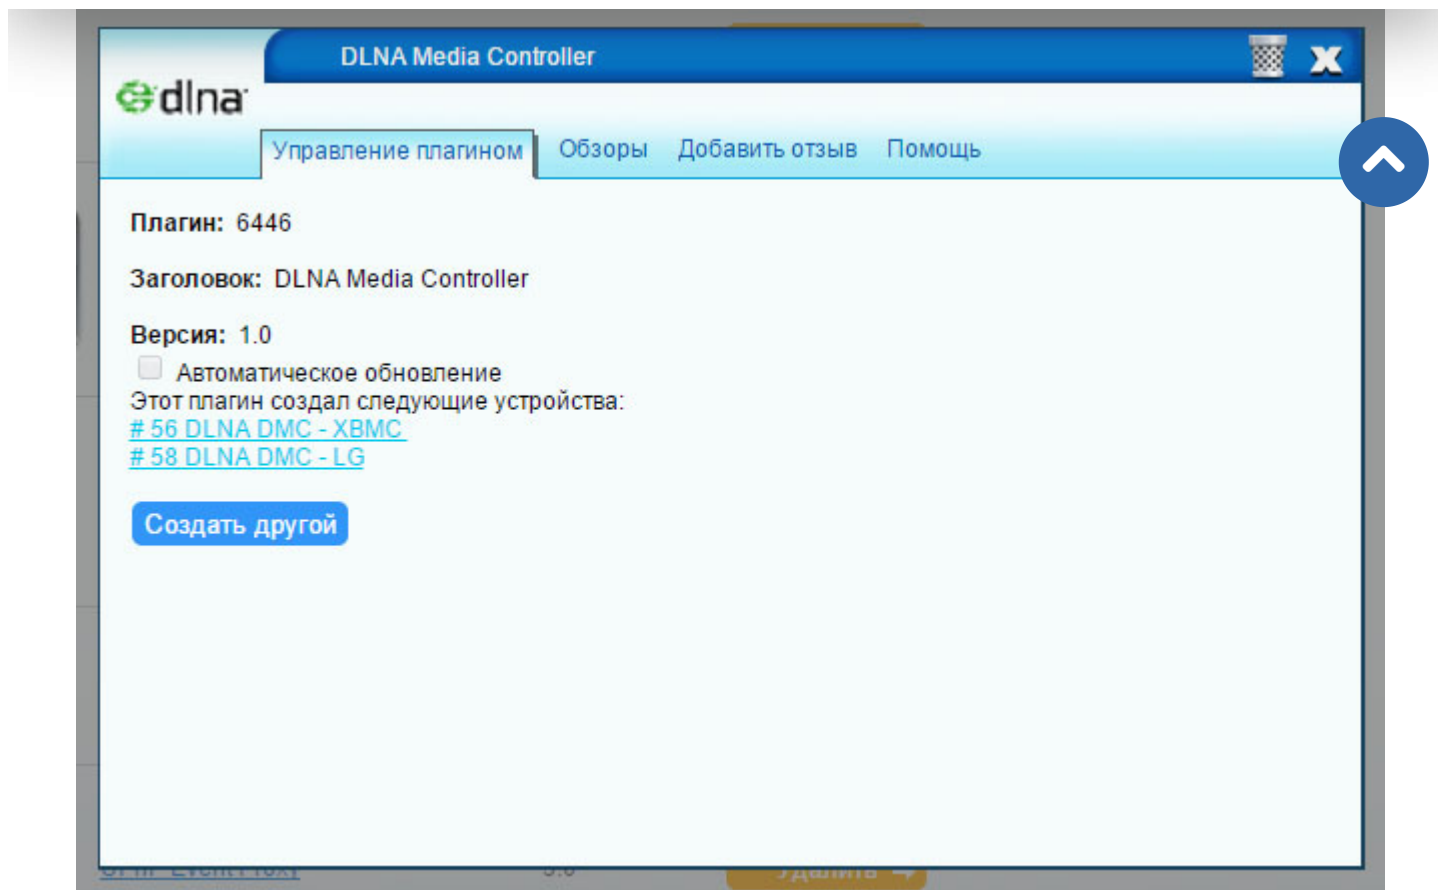 DLNA Media Controller
dlna
Управление плагином Обзоры Добавить отзыв Помощь
Плагин: 6446
Заголовок: DLNA Media Controller
Версия: 1.0
Автоматическое обновление
Этот плагин создал следующие устройства:
# 56 DLNA DMC - XBMC
# 58 DLNA DMC - LG
Создать другой